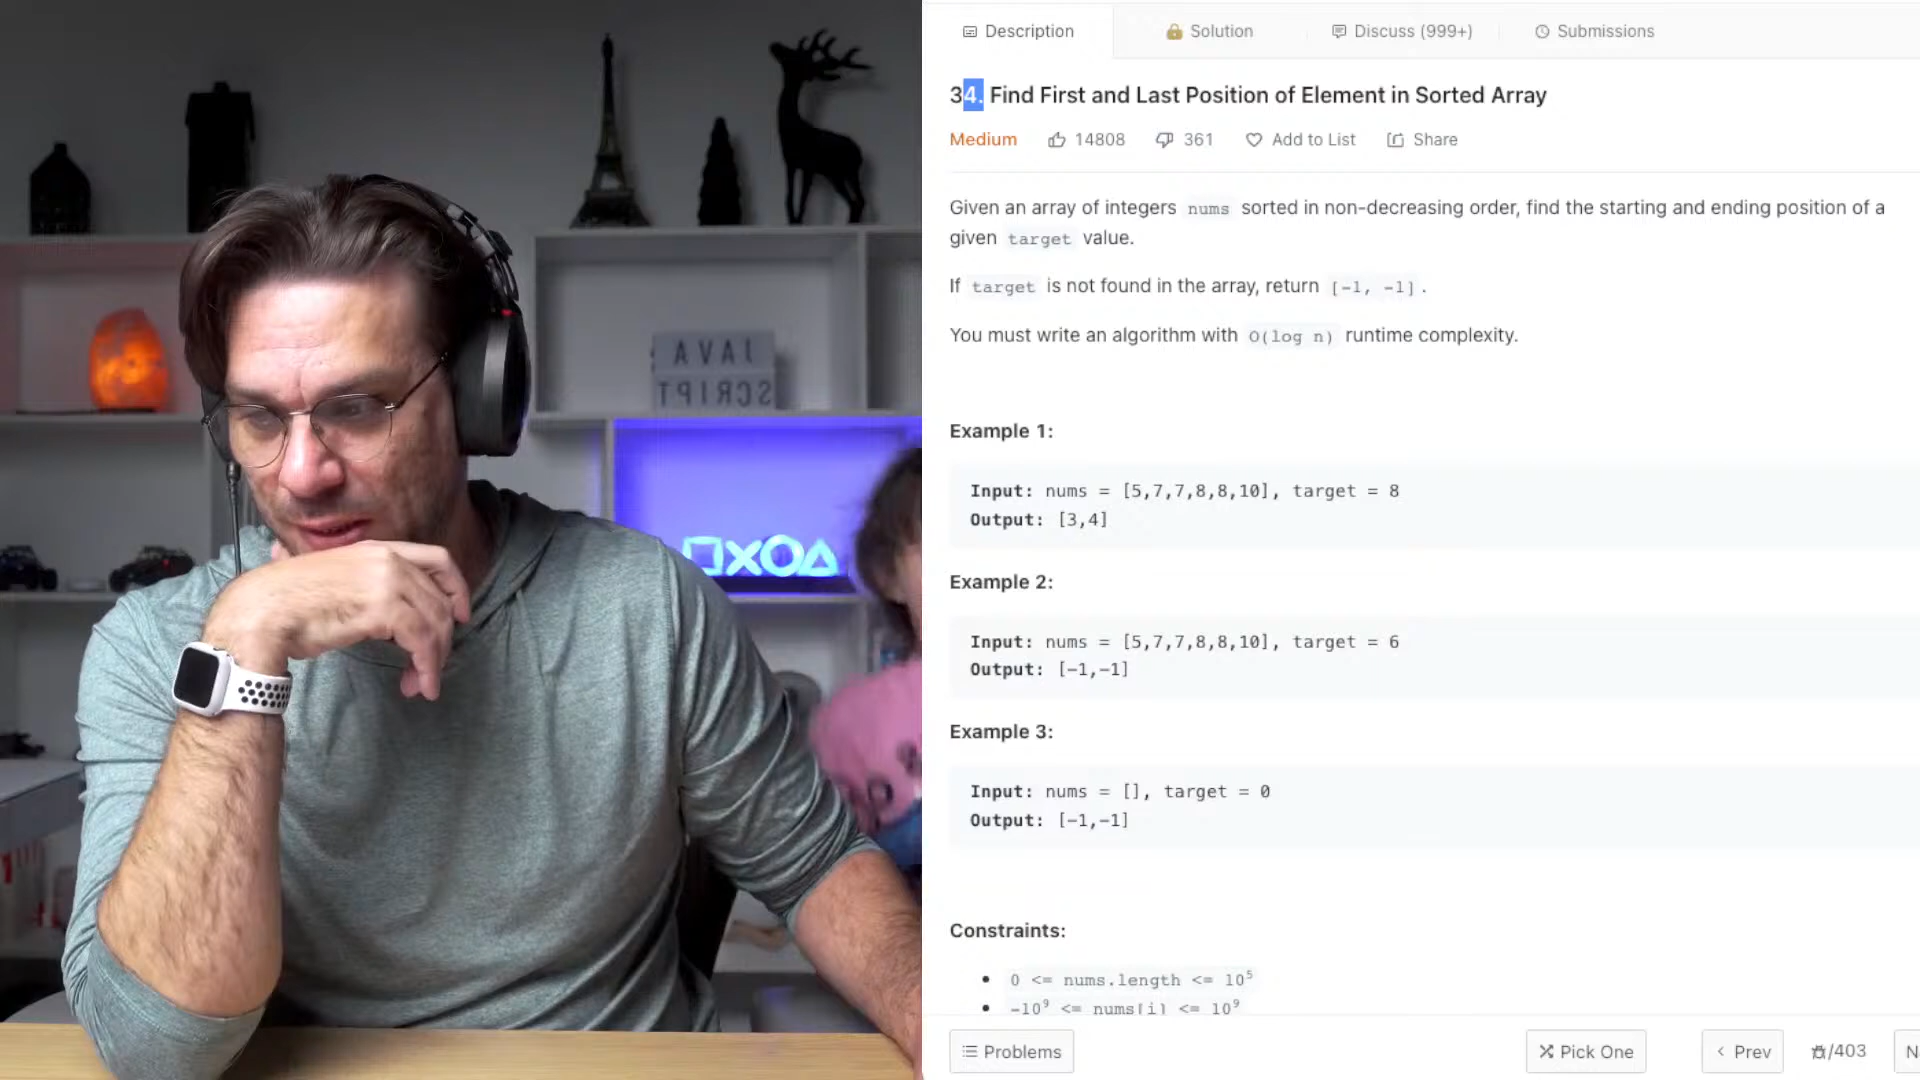 JAVA
SCRIPT
Description
Solution
Discuss (999+)
Submissions
34. Find First and Last Position of Element in Sorted Array
Medium 14808 361 Add to List Share
Given an array of integers nums sorted in non-decreasing order, find the starting and ending position of a
given target value.
If target is not found in the array, return [-1, -1].
You must write an algorithm with O(log n) runtime complexity.
Example 1:
Input: nums = [5,7,7,8,8,10], target = 8
Output: [3,4]
Example 2:
Input: nums = [5,7,7,8,8,10], target = 6
Output: [-1,-1]
Example 3:
Input: nums = [], target = 0
Output: [-1,-1]
Constraints:
• 0 <= nums.length <= 10⁵
• -10⁹ <= nums[i] <= 10⁹
Problems
Pick One
Prev
/403